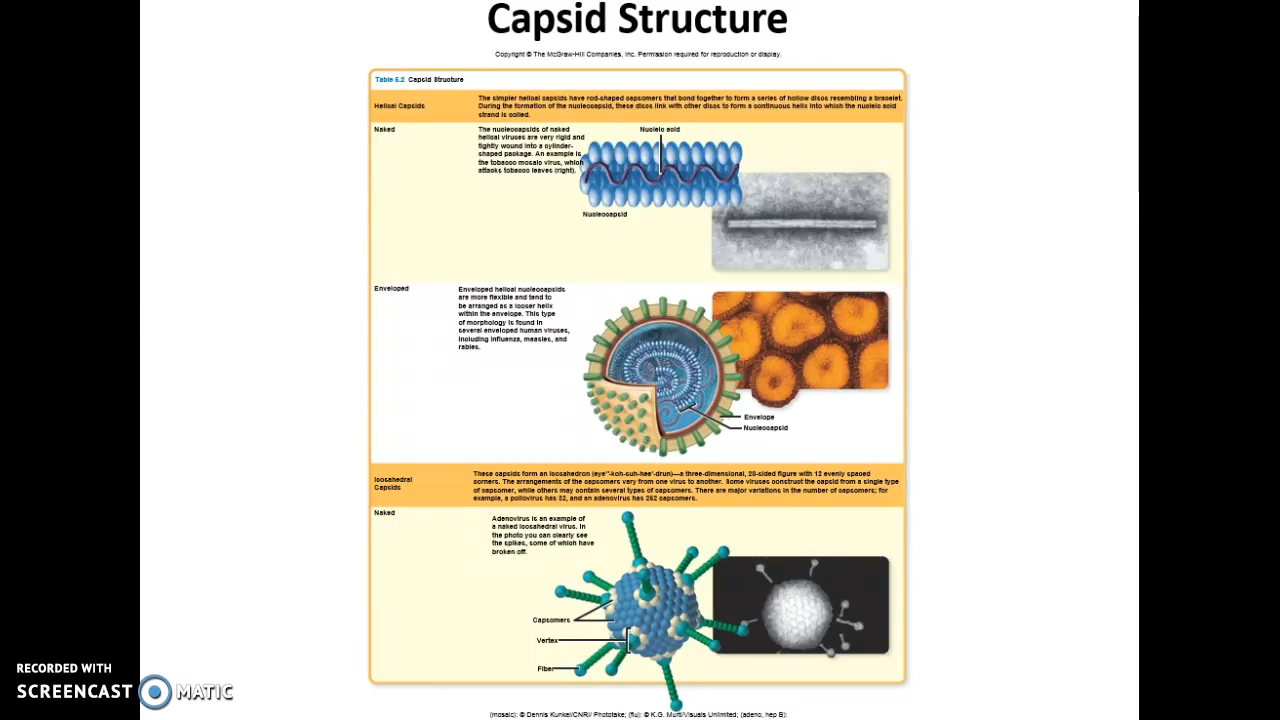 Capsid Structure
Copyright © The McGraw-Hill Companies, Inc. Permission required for reproduction or display.
Table 5.2 Capsid Structure
Helical Capsids
The simpler helical capsids have rod-shaped capsomers that bond together to form a series of hollow discs resembling a bracelet.
During the formation of the nucleocapsid, these discs link with other discs to form a continuous helix into which the nucleic acid
strand is coiled.
Naked
The nucleocapsids of naked
helical viruses are very rigid and
tightly wound into a cylinder-
shaped package. An example is
the tobacco mosaic virus, which
attacks tobacco leaves (right).
Nucleic acid
Nucleocapsid
Enveloped
Enveloped helical nucleocapsids
are more flexible and tend to
be arranged as a looser helix
within the envelope. This type
of morphology is found in
several enveloped human viruses,
including influenza, measles, and
rabies.
Envelope
Nucleocapsid
Icosahedral
Capsids
These capsids form an icosahedron (eye"-koh-suh-hee'-drun)—a three-dimensional, 20-sided figure with 12 evenly spaced
corners. The arrangements of the capsomers vary from one virus to another. Some viruses construct the capsid from a single type
of capsomer, while others may contain several types of capsomers. There are major variations in the number of capsomers; for
example, a poliovirus has 32, and an adenovirus has 252 capsomers.
Naked
Adenovirus is an example of
a naked icosahedral virus. In
the photo you can clearly see
the spikes, some of which have
broken off.
Capsomers
Vertex
Fiber
(mosaic): © Dennis Kunkel/CNRI/ Phototake; (flu): © K.G. Murti/Visuals Unlimited; (adeno, hep B):
RECORDED WITH
SCREENCAST MATIC